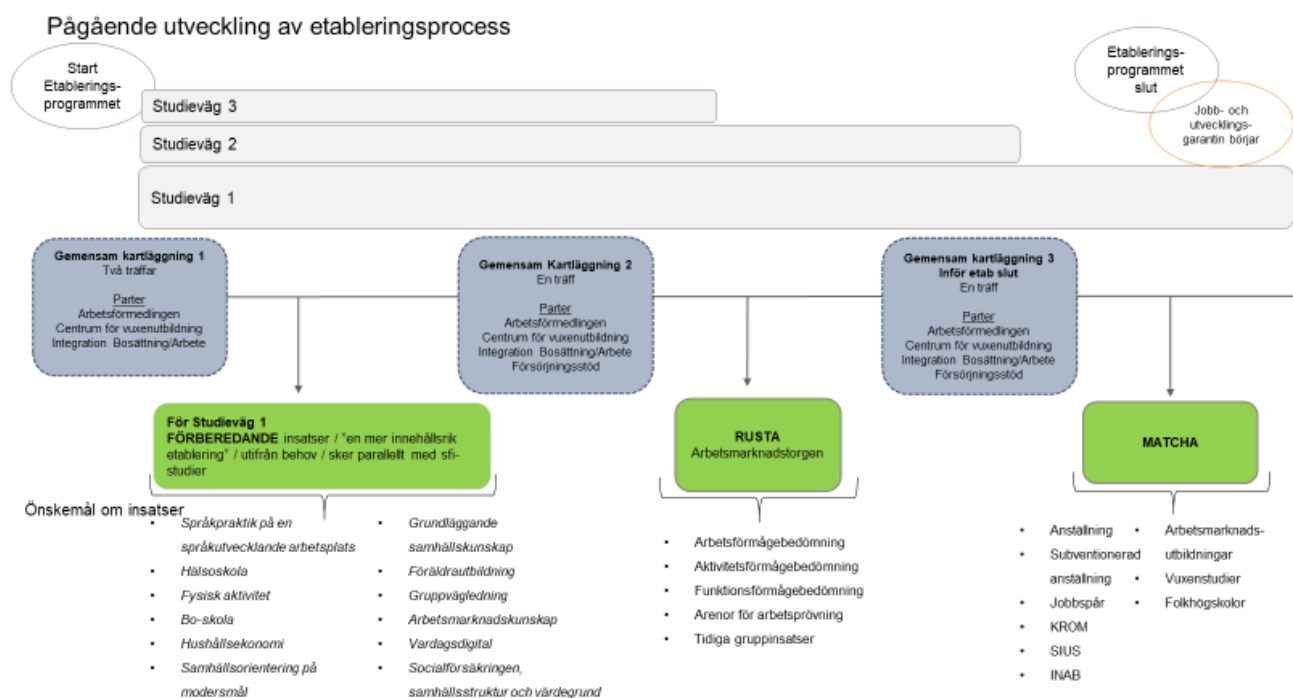 Pågående utveckling av etableringsprocess
Start
Etablerings-
programmet
Etablerings-
programmet
slut
Jobb- och
utvecklings-
garantin börjar
Studieväg 3
Studieväg 2
Studieväg 1
Gemensam kartläggning 1
Två träffar
Parter
Arbetsförmedlingen
Centrum för vuxenutbildning
Integration Bosättning/Arbete
Gemensam Kartläggning 2
En träff
Parter
Arbetsförmedlingen
Centrum för vuxenutbildning
Integration Bosättning/Arbete
Försörjningsstöd
Gemensam kartläggning 3
Inför etab slut
En träff
Parter
Arbetsförmedlingen
Centrum för vuxenutbildning
Integration Bosättning/Arbete
Försörjningsstöd
För Studieväg 1
FÖRBEREDANDE insatser / "en mer innehållsrik
etablering" / utifrån behov / sker parallellt med sfi-
studier
RUSTA
Arbetsmarknadstorgen
MATCHA
Önskemål om insatser
• Språkpraktik på en
språkutvecklande arbetsplats
• Hälsoskola
• Fysisk aktivitet
• Bo-skola
• Hushållsekonomi
• Samhällsorientering på
modersmål
• Grundläggande
samhällskunskap
• Föräldrautbildning
• Gruppvägledning
• Arbetsmarknadskunskap
• Vardagsdigital
• Socialförsäkringen,
samhällsstruktur och värdegrund
• Arbetsförmågebedömning
• Aktivitetsförmågebedömning
• Funktionsförmågebedömning
• Arenor för arbetsprövning
• Tidiga gruppinsatser
• Anställning
• Subventionerad
anställning
• Jobbspår
• KROM
• SIUS
• INAB
• Arbetsmarknads-
utbildningar
• Vuxenstudier
• Folkhögskolor